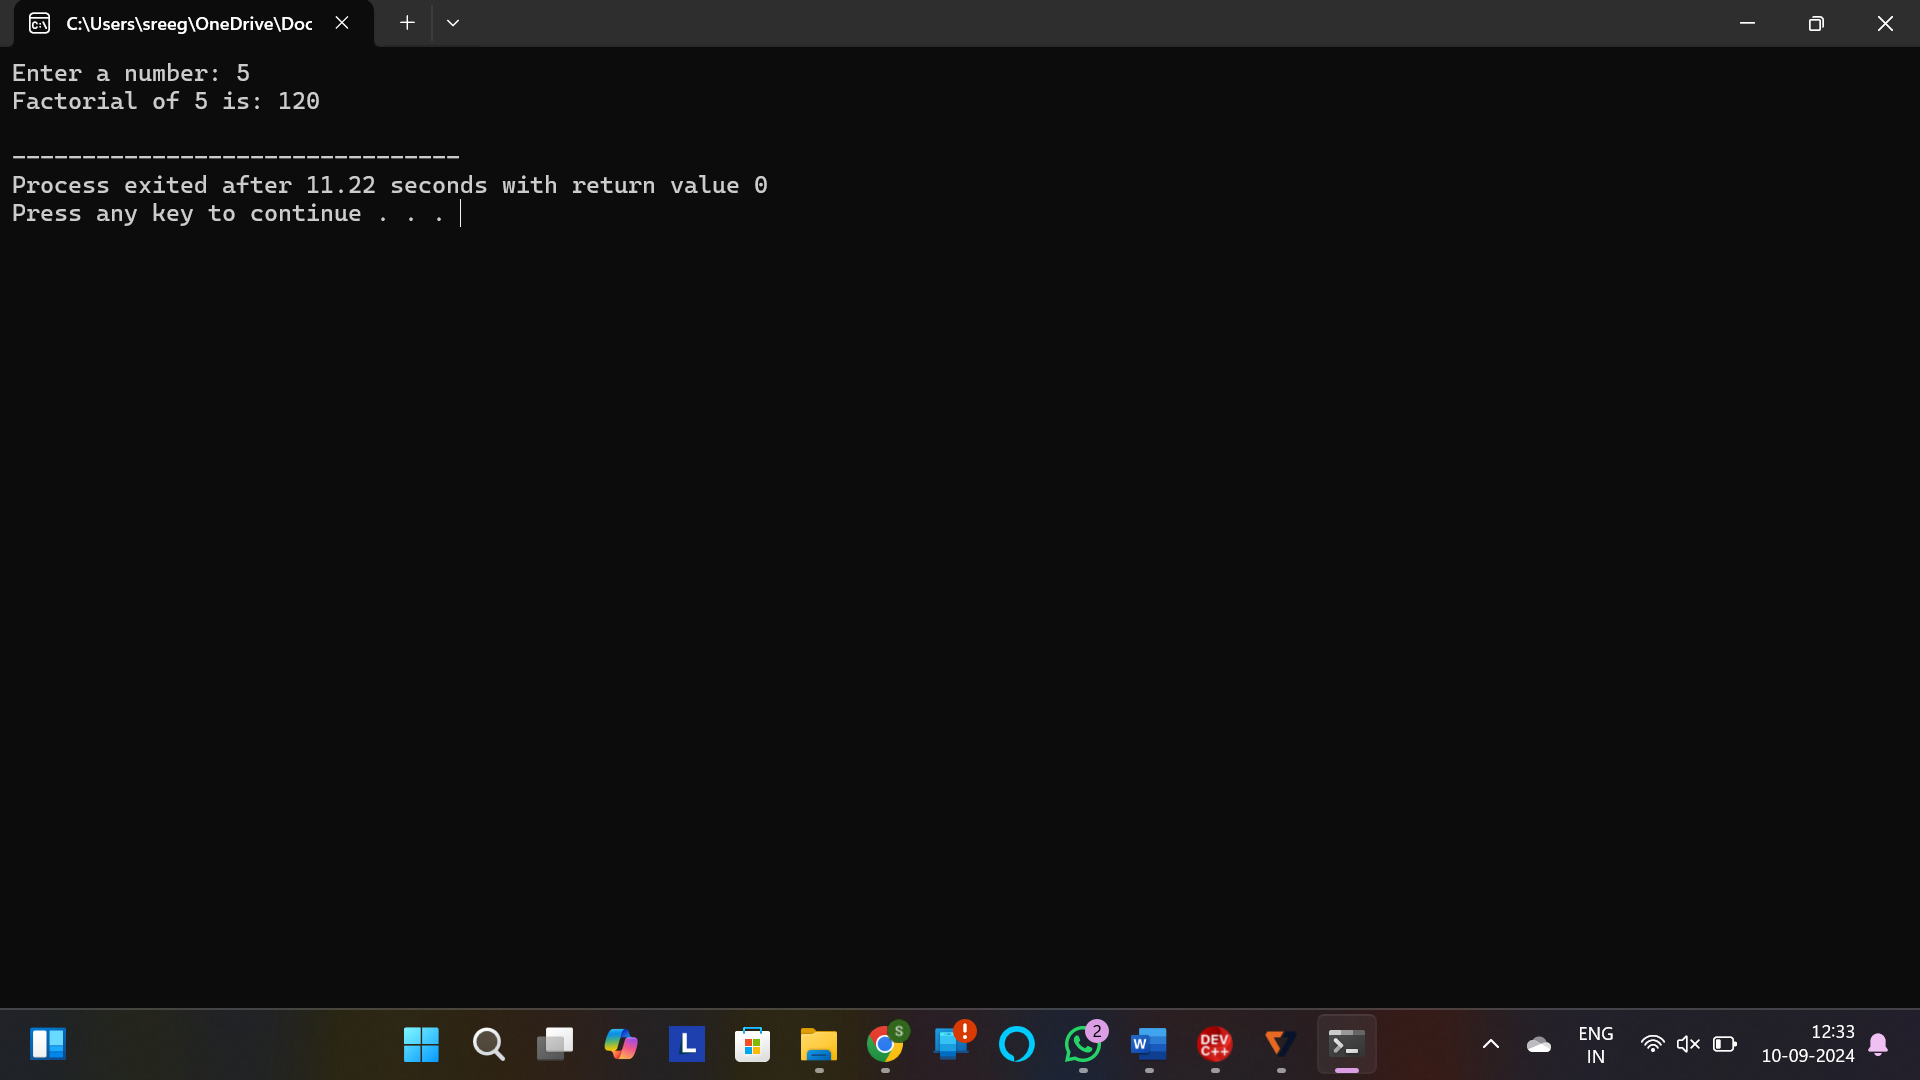 C:\Users\sreeg\OneDrive\Doc
Enter a number: 5
Factorial of 5 is: 120
--------------------------------
Process exited after 11.22 seconds with return value 0
Press any key to continue . . .
L
S
!
2
W
DEV
C++
ENG
IN
12:33
10-09-2024